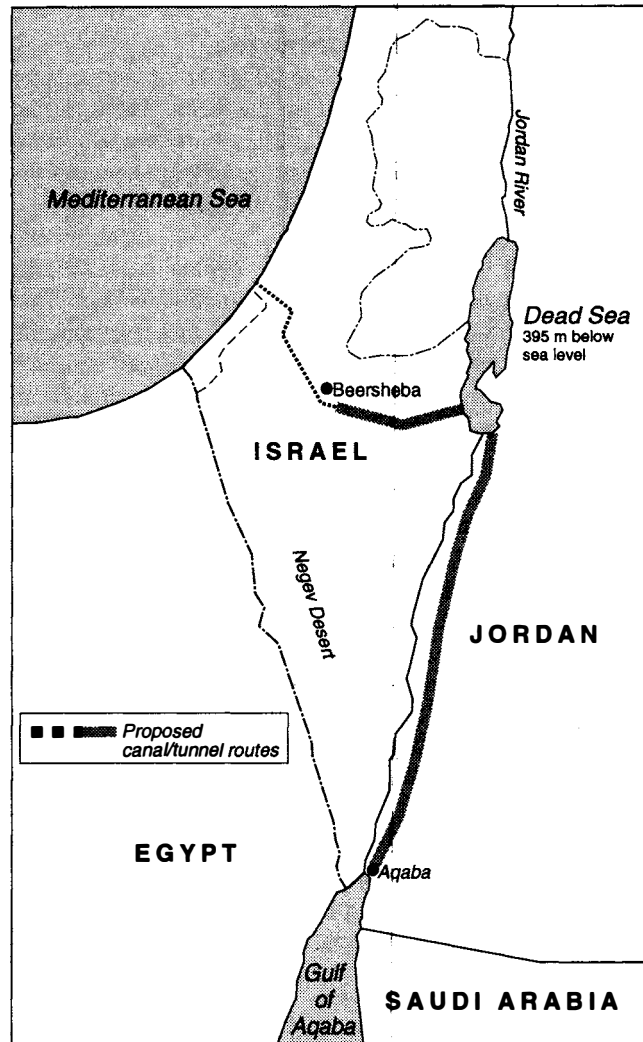 Mediterranean Sea
Jordan River
Dead Sea
395 m below
sea level
Beersheba
ISRAEL
Negev Desert
JORDAN
Proposed
canal/tunnel routes
EGYPT
Aqaba
Gulf
of
Aqaba
SAUDI ARABIA